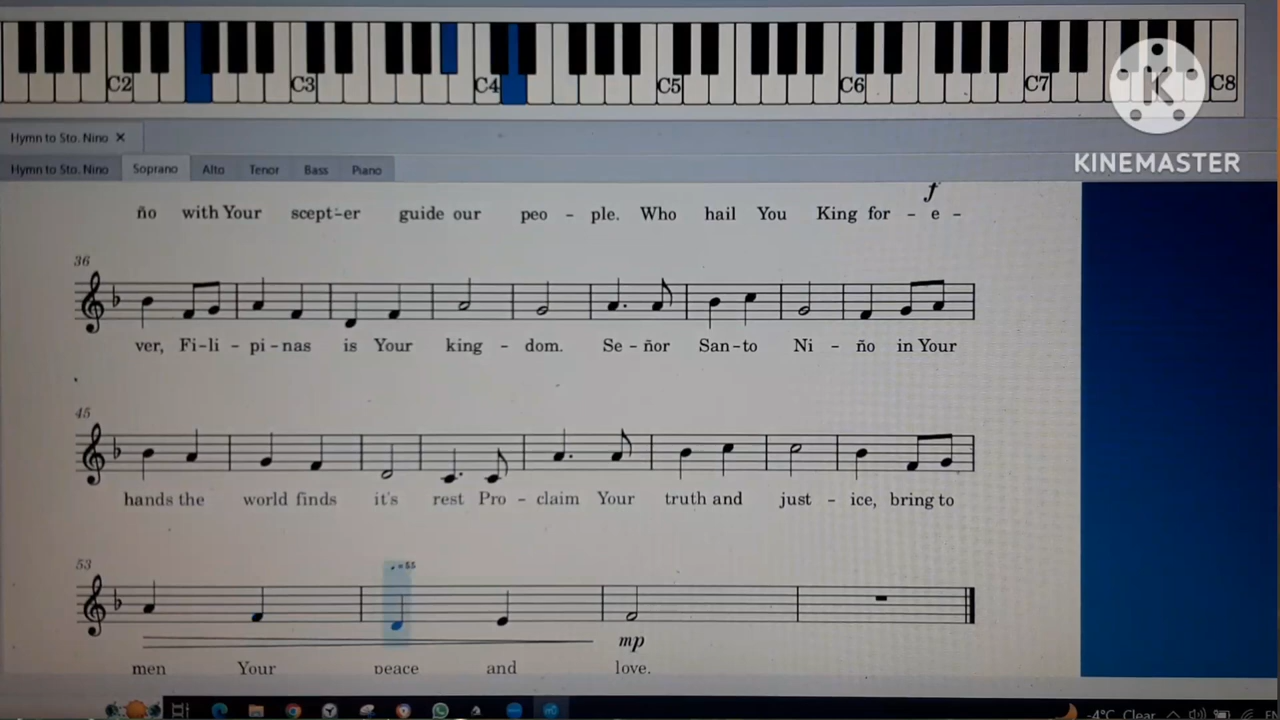 C2 C3 C4 C5 C6 C7 C8
K
KINEMASTER
Hymn to Sto. Nino ×
Hymn to Sto. Nino Soprano Alto Tenor Bass Piano
f
ño with Your scept-er guide our peo - ple. Who hail You King for - e -
36
ver, Fi-li - pi-nas is Your king - dom. Se - ñor San-to Ni - ño in Your
45
hands the world finds it's rest Pro - claim Your truth and just - ice, bring to
53
♩ = 55
mp
men Your peace and love.
-4°C Clear